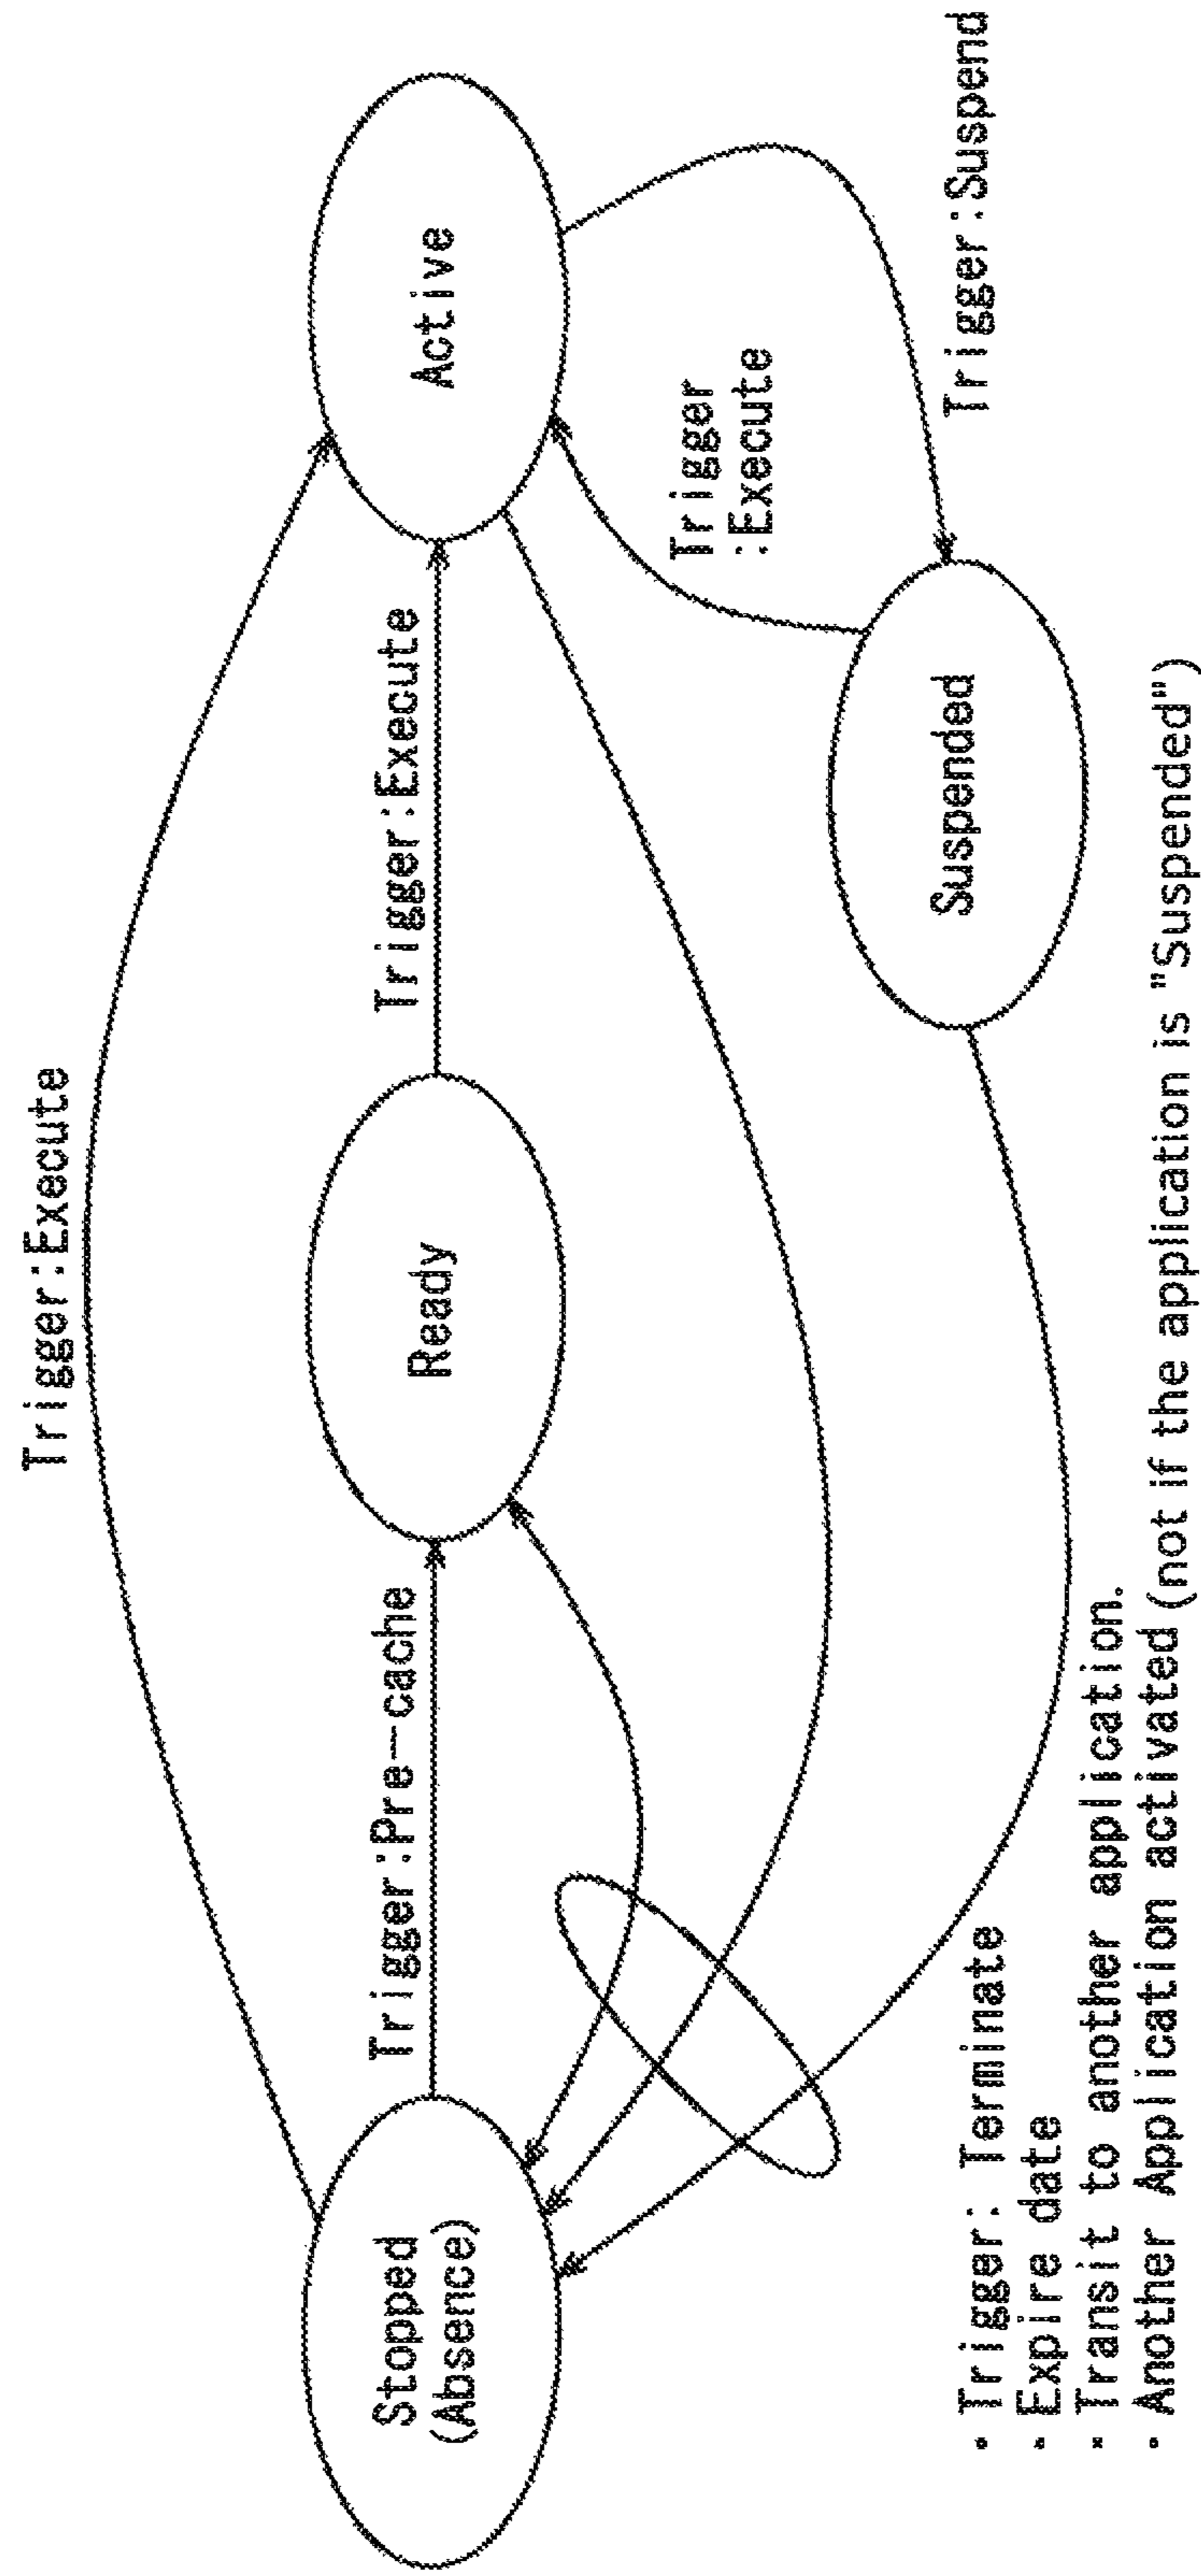 Trigger:Execute
Stopped
(Absence)
Trigger:Pre-cache
Ready
Trigger:Execute
Active
Trigger
:Execute
Suspended
Trigger:Suspend
· Trigger: Terminate
· Expire date
· Transit to another application.
· Another Application activated (not if the application is "Suspended")